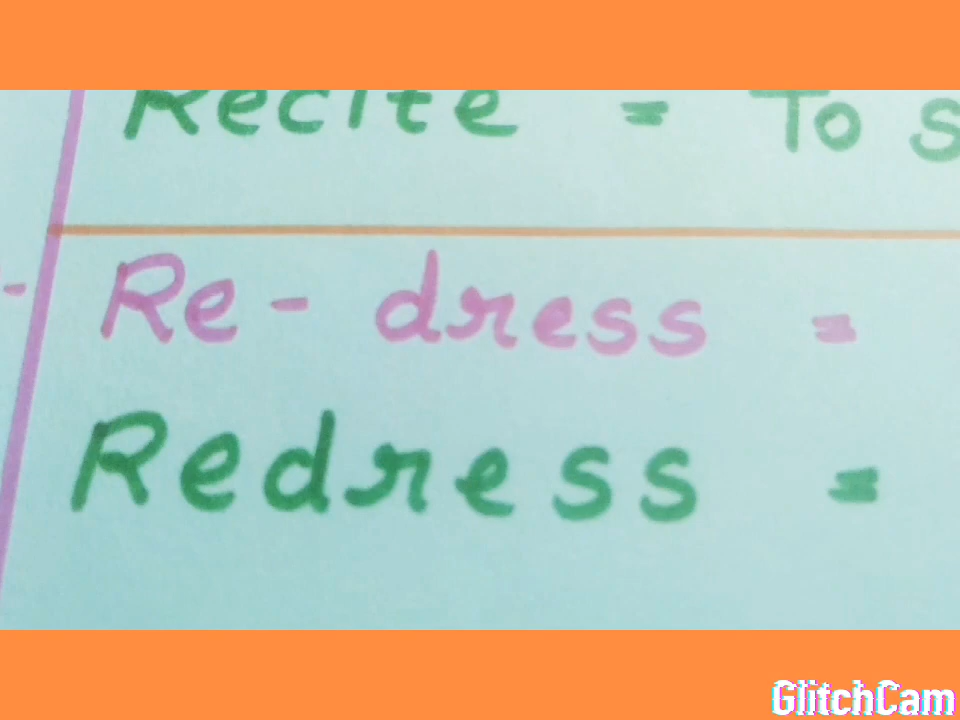 Recite = To s
- Re - dress =
Redress =
GlitchCam